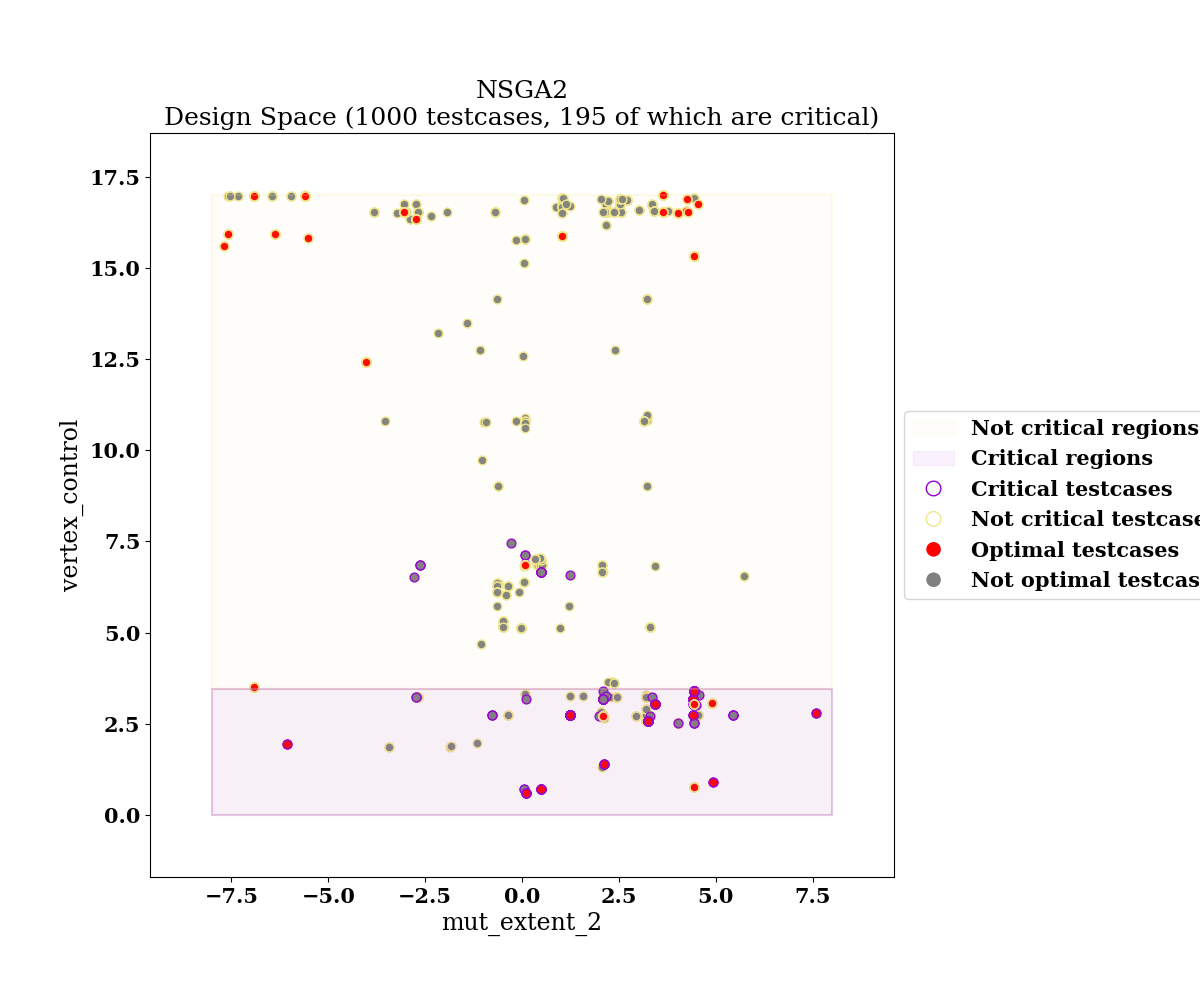 NSGA2
Design Space (1000 testcases, 195 of which are critical)
17.5
15.0
12.5
10.0
7.5
5.0
2.5
0.0
vertex_control
−7.5
−5.0
−2.5
0.0
2.5
5.0
7.5
mut_extent_2
Not critical regions
Critical regions
Critical testcases
Not critical testcase
Optimal testcases
Not optimal testcas